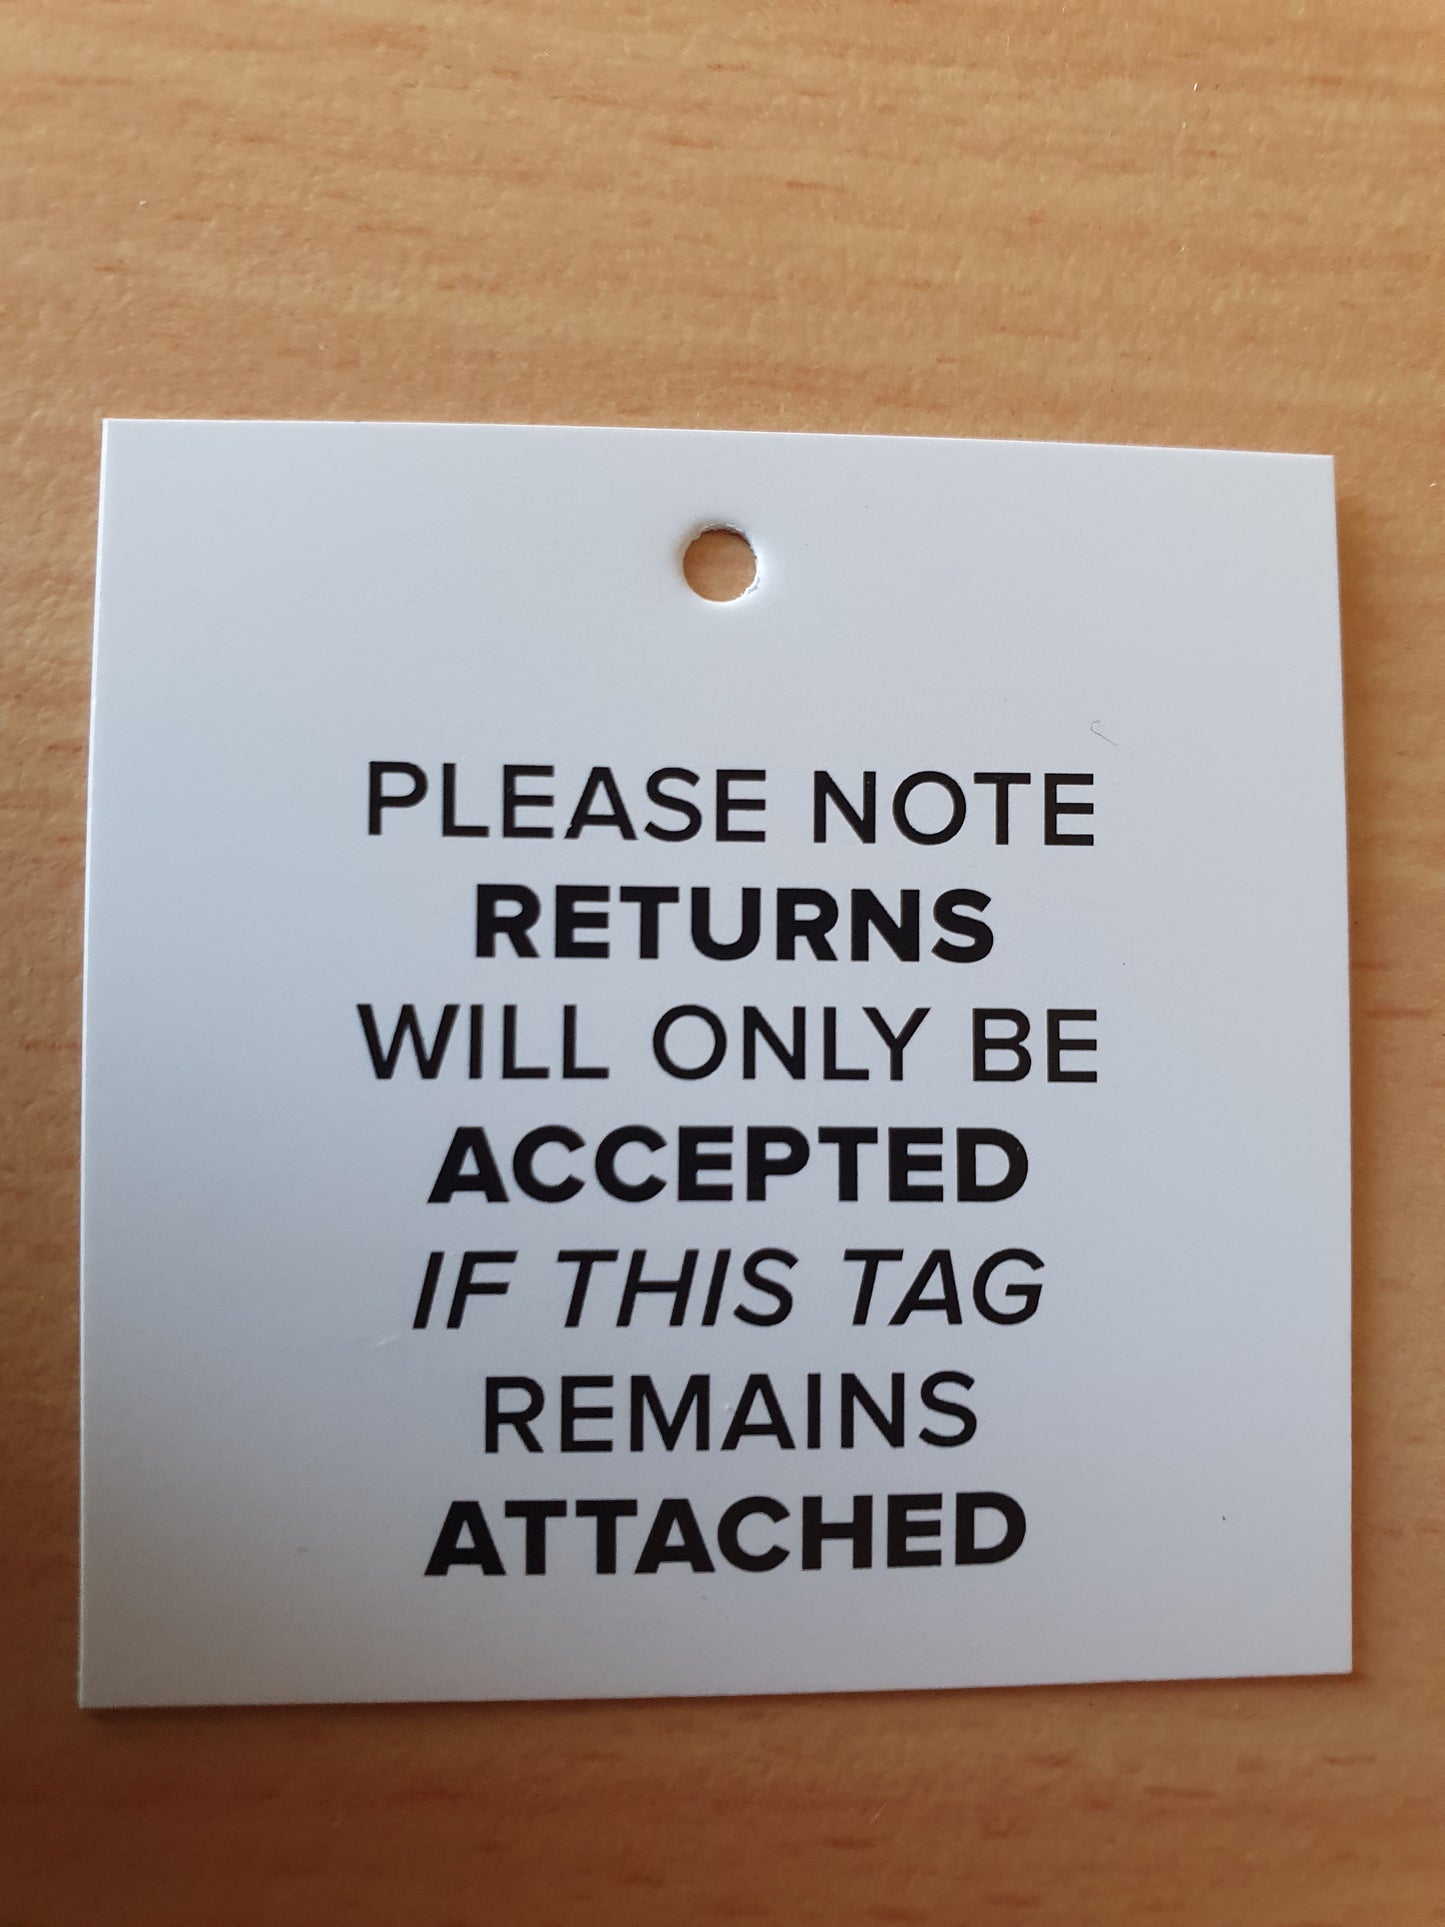 PLEASE NOTE
RETURNS
WILL ONLY BE
ACCEPTED
IF THIS TAG
REMAINS
ATTACHED